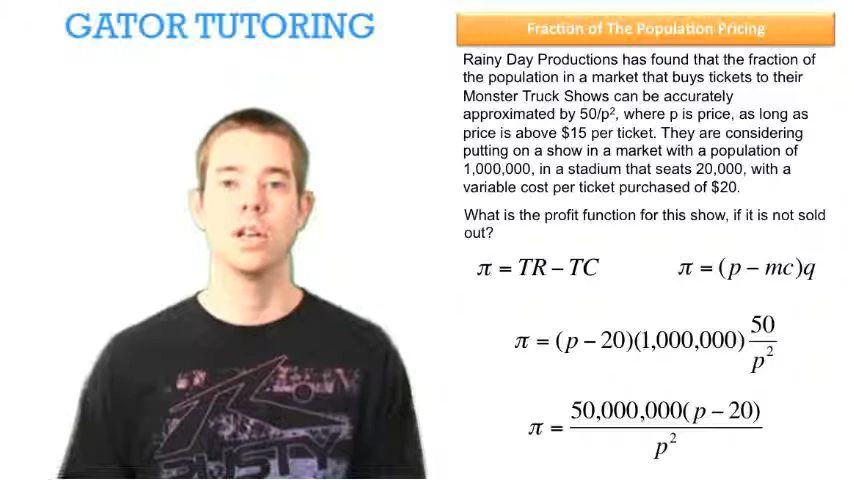 GATOR TUTORING
Fraction of The Population Pricing
Rainy Day Productions has found that the fraction of
the population in a market that buys tickets to their
Monster Truck Shows can be accurately
approximated by 50/p², where p is price, as long as
price is above $15 per ticket. They are considering
putting on a show in a market with a population of
1,000,000, in a stadium that seats 20,000, with a
variable cost per ticket purchased of $20.
What is the profit function for this show, if it is not sold
out?
π = TR − TC π = (p − mc)q
π = (p − 20)(1,000,000) 50/p²
π = 50,000,000(p − 20)/p²
RUSTY